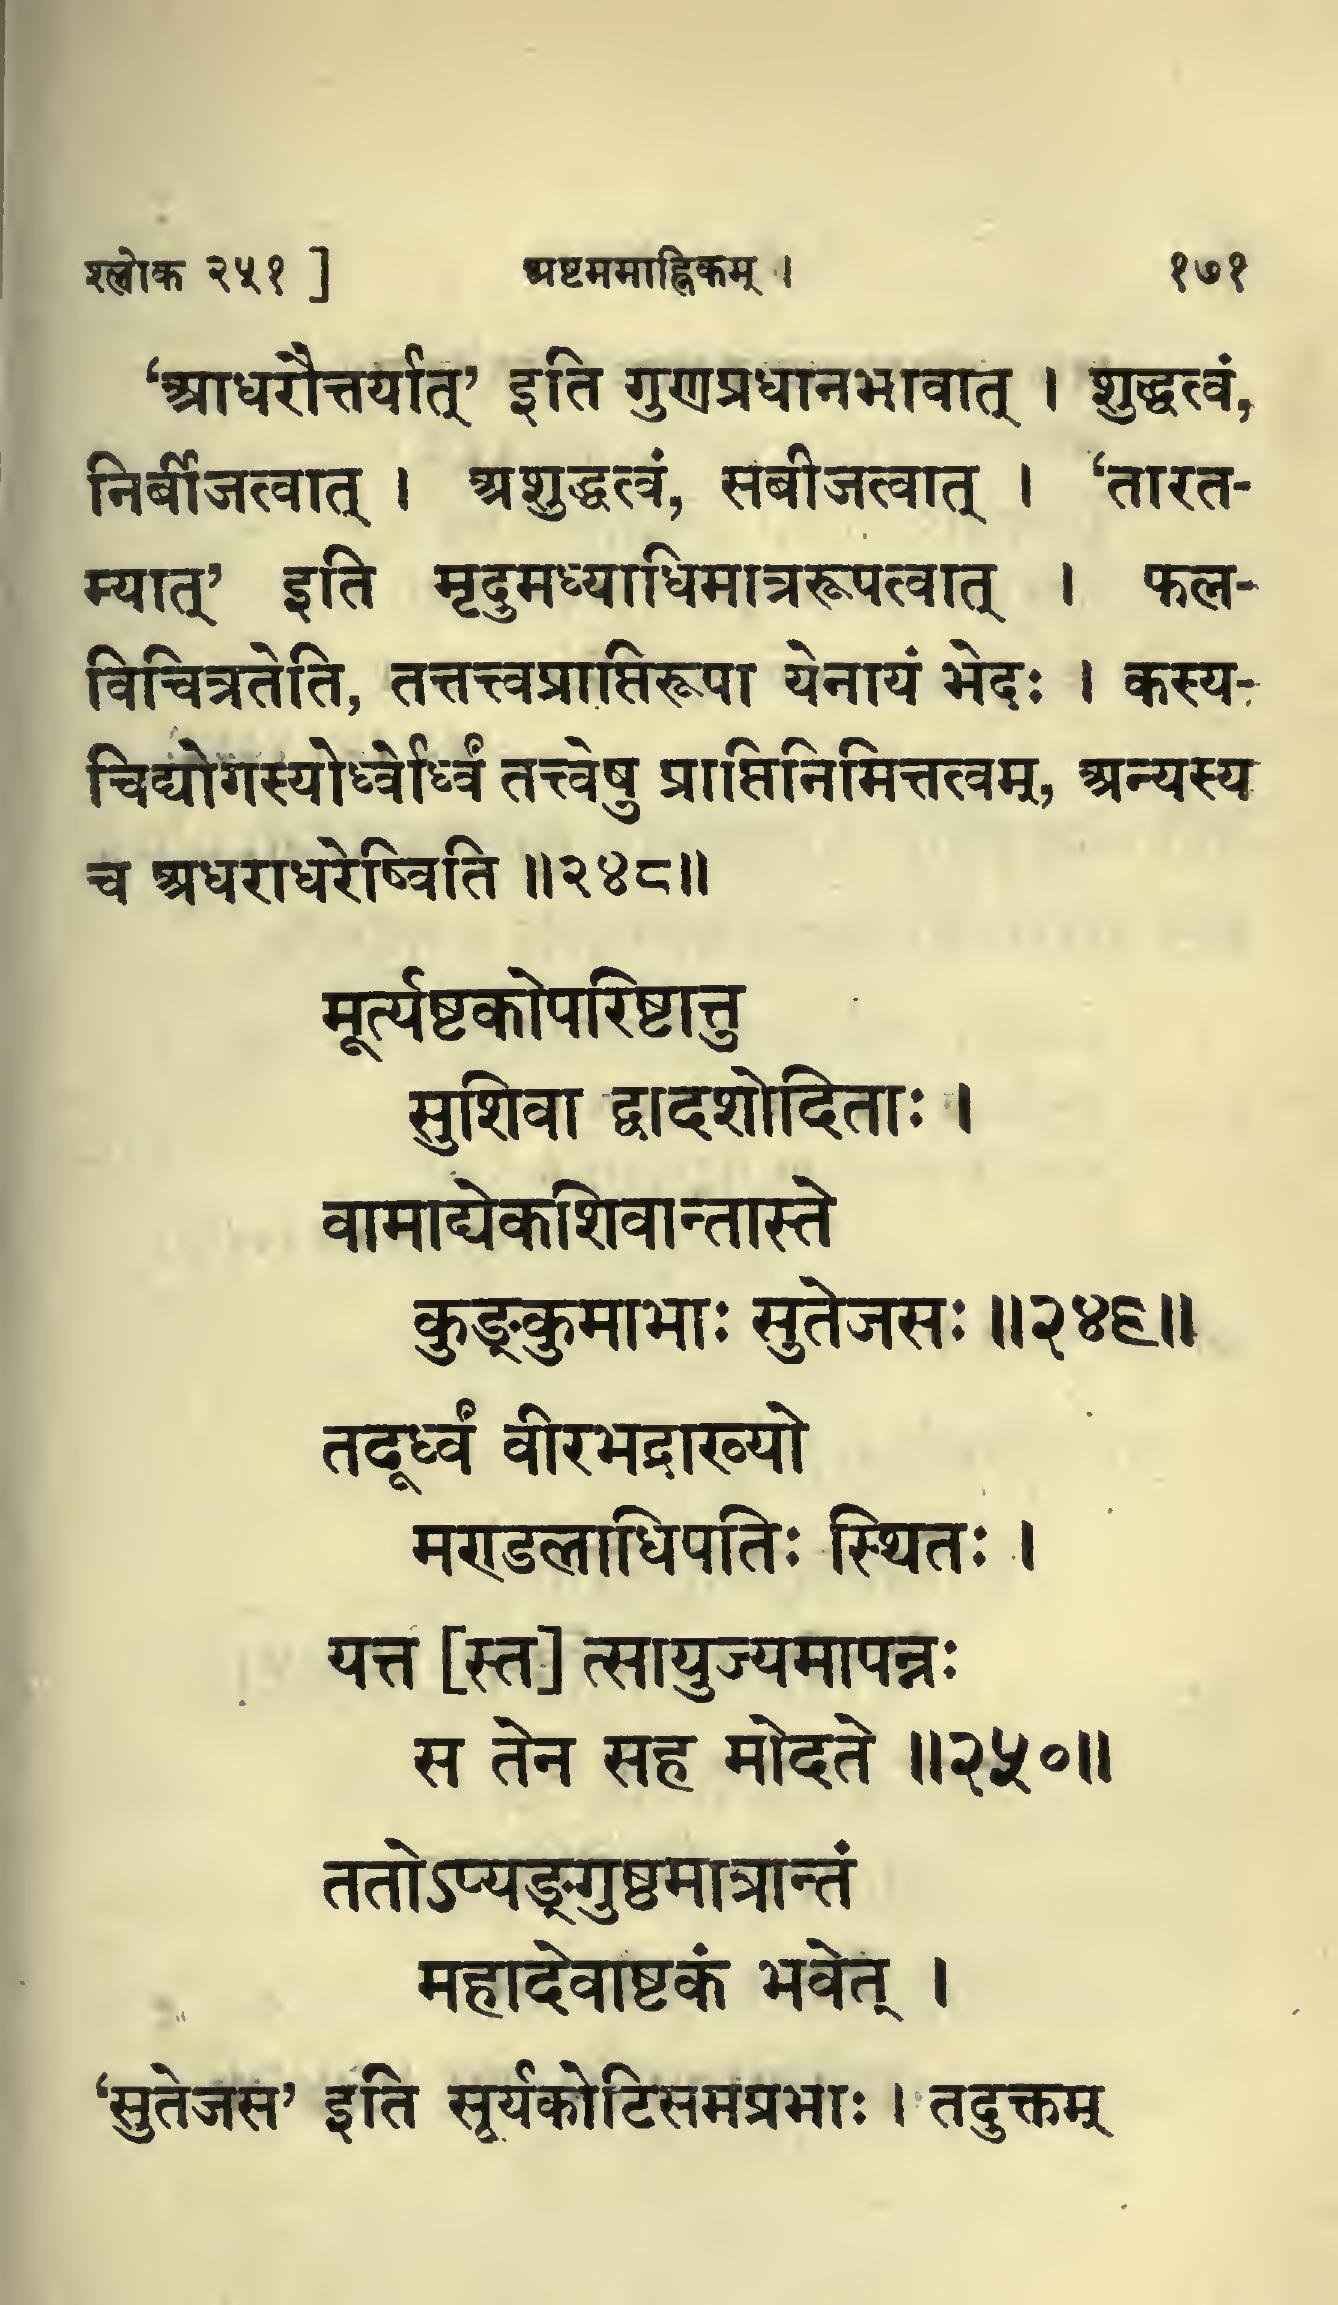 श्लोक २५१ ] अष्टममाह्निकम् । १७१
‘आधरौत्तर्यात्’ इति गुणप्रधानभावात् । शुद्धत्वं,
निर्बीजत्वात् । अशुद्धत्वं, सबीजत्वात् । ‘तारत-
म्यात्’ इति मृदुमध्याधिमात्ररूपत्वात् । फल-
विचित्रतेति, तत्तत्त्वप्राप्तिरूपा येनायं भेदः । कस्य-
चिद्योगस्योर्ध्वोर्ध्वं तत्त्वेषु प्राप्तिनिमित्तत्वम्, अन्यस्य
च अधराधरेष्विति ॥२४८॥
मूर्त्यष्टकोपरिष्टात्तु
सुशिवा द्वादशोदिताः ।
वामाद्येकशिवान्तास्ते
कुङ्कुमाभाः सुतेजसः ॥२४९॥
तदूर्ध्वं वीरभद्राख्यो
मण्डलाधिपतिः स्थितः ।
यत्त [स्त] त्सायुज्यमापन्नः
स तेन सह मोदते ॥२५०॥
ततोऽप्यङ्गुष्ठमात्रान्तं
महादेवाष्टकं भवेत् ।
‘सुतेजस’ इति सूर्यकोटिसमप्रभाः । तदुक्तम्